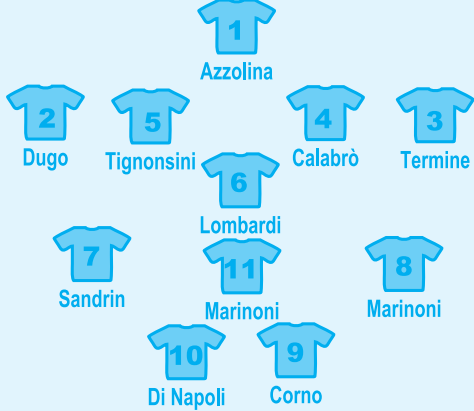 1
Azzolina
2 5 4 3
Dugo Tignonsini Calabrò Termine
6
Lombardi
7 11 8
Sandrin Marinoni Marinoni
10 9
Di Napoli Corno